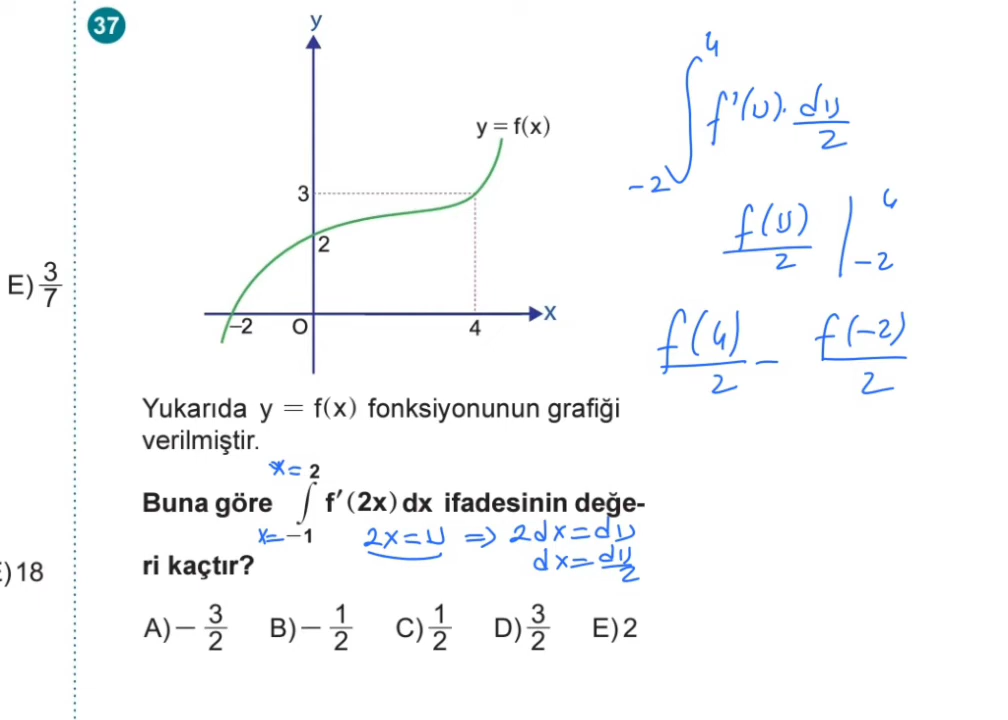 37
y
y = f(x)
3
2
-2
O
4
x
E) 3/7
Yukarıda y = f(x) fonksiyonunun grafiği
verilmiştir.
x = 2
Buna göre ∫ f′(2x) dx ifadesinin değe-
x = -1
2x = u ⇒ 2dx = du
ri kaçtır?
dx = du/2
E) 18
A) - 3/2 B) - 1/2 C) 1/2 D) 3/2 E) 2
4
∫ f'(u). du/2
-2
f(u)/2 | 4
-2
f(4)/2 - f(-2)/2